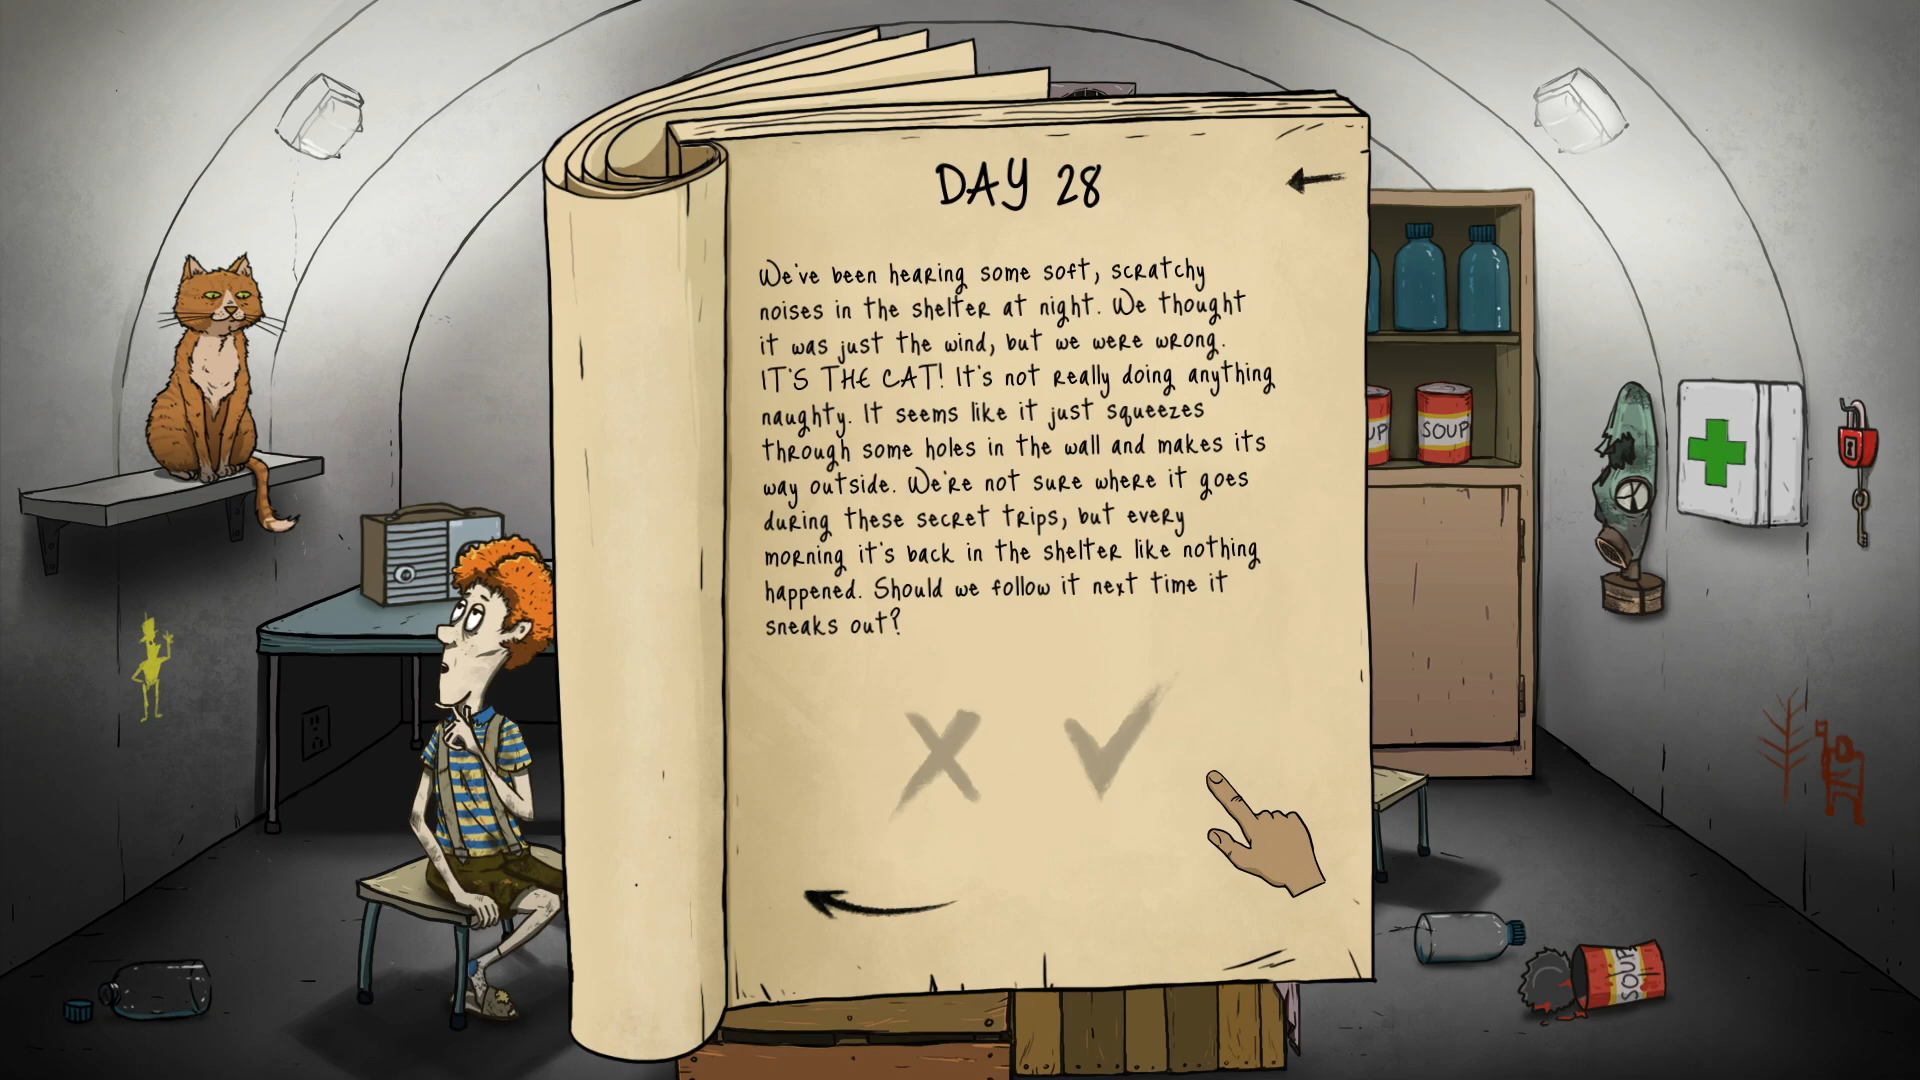 DAY 28
We've been hearing some soft, scratchy
noises in the shelter at night. We thought
it was just the wind, but we were wrong.
IT'S THE CAT! It's not really doing anything
naughty. It seems like it just squeezes
through some holes in the wall and makes its
way outside. We're not sure where it goes
during these secret trips, but every
morning it's back in the shelter like nothing
happened. Should we follow it next time it
sneaks out?
UP
SOUP
SOUP